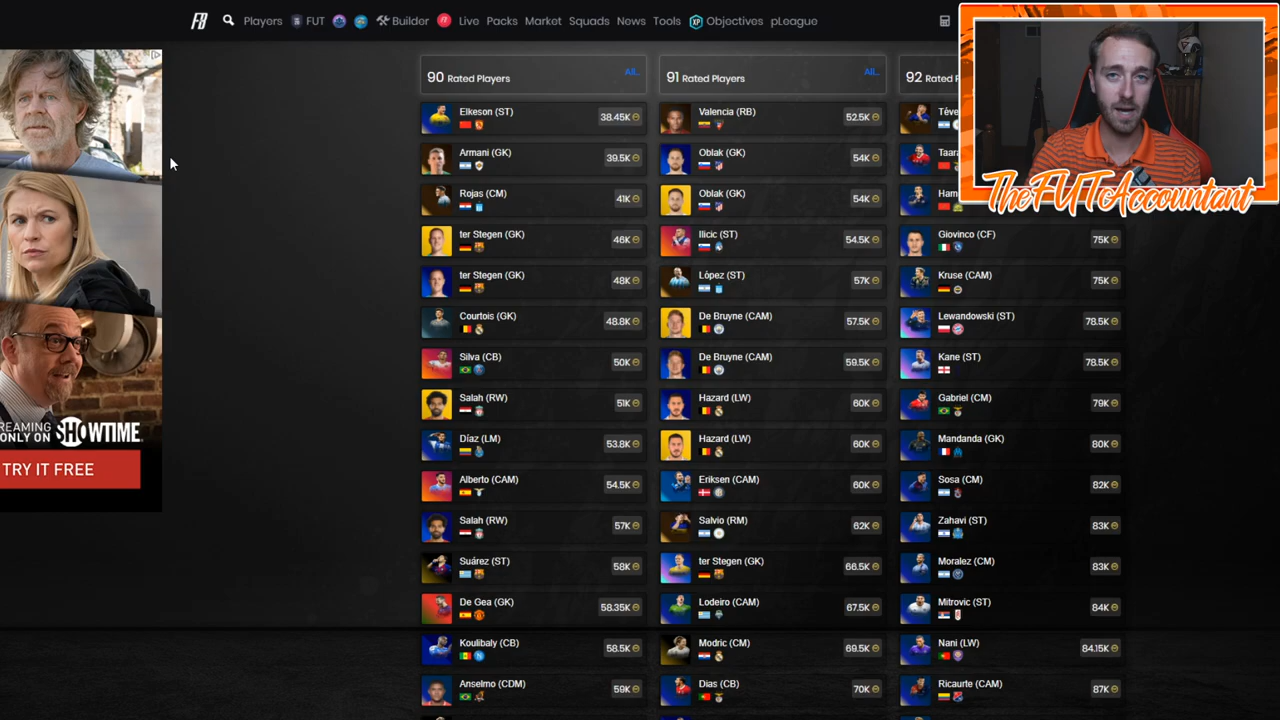 FB Players FUT Builder Live Packs Market Squads News Tools XP Objectives pLeague
90 Rated Players All..
Elkeson (ST) 38.45K
Armani (GK) 39.5K
Rojas (CM) 41K
ter Stegen (GK) 46K
ter Stegen (GK) 48K
Courtois (GK) 48.8K
Silva (CB) 50K
Salah (RW) 51K
Díaz (LM) 53.8K
Alberto (CAM) 54.5K
Salah (RW) 57K
Suárez (ST) 58K
De Gea (GK) 58.35K
Koulibaly (CB) 58.5K
Anselmo (CDM) 59K
91 Rated Players All..
Valencia (RB) 52.5K
Oblak (GK) 54K
Oblak (GK) 54K
Ilicic (ST) 54.5K
López (ST) 57K
De Bruyne (CAM) 57.5K
De Bruyne (CAM) 59.5K
Hazard (LW) 60K
Hazard (LW) 60K
Eriksen (CAM) 60K
Salvio (RM) 62K
ter Stegen (GK) 66.5K
Lodeiro (CAM) 67.5K
Modric (CM) 69.5K
Dias (CB) 70K
92 Rated P
Téve
Taara
Ham
Giovinco (CF) 75K
Kruse (CAM) 75K
Lewandowski (ST) 78.5K
Kane (ST) 78.5K
Gabriel (CM) 79K
Mandanda (GK) 80K
Sosa (CM) 82K
Zahavi (ST) 83K
Moralez (CM) 83K
Mitrovic (ST) 84K
Nani (LW) 84.15K
Ricaurte (CAM) 87K
TheFUTAccountant
REAMING
ONLY ON SHOWTIME
TRY IT FREE